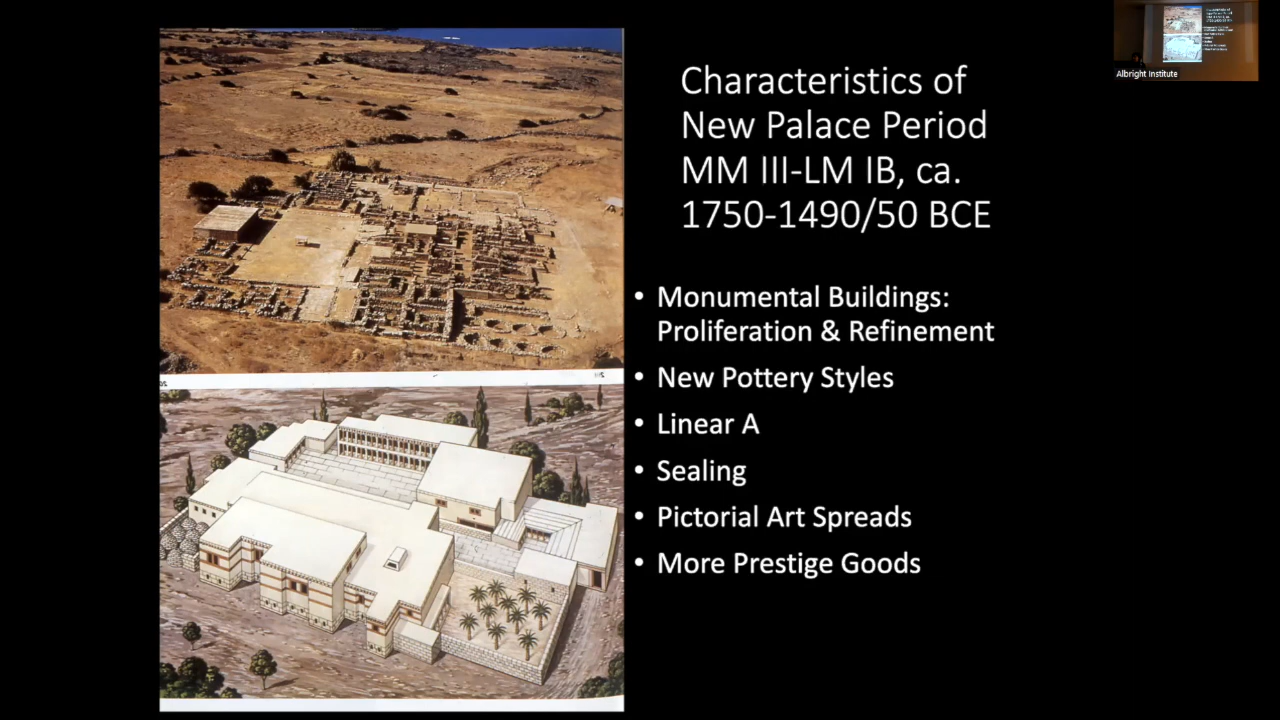 Characteristics of
New Palace Period
MM III-LM IB, ca.
1750-1490/50 BCE
• Monumental Buildings:
Proliferation & Refinement
• New Pottery Styles
• Linear A
• Sealing
• Pictorial Art Spreads
• More Prestige Goods
Albright Institute